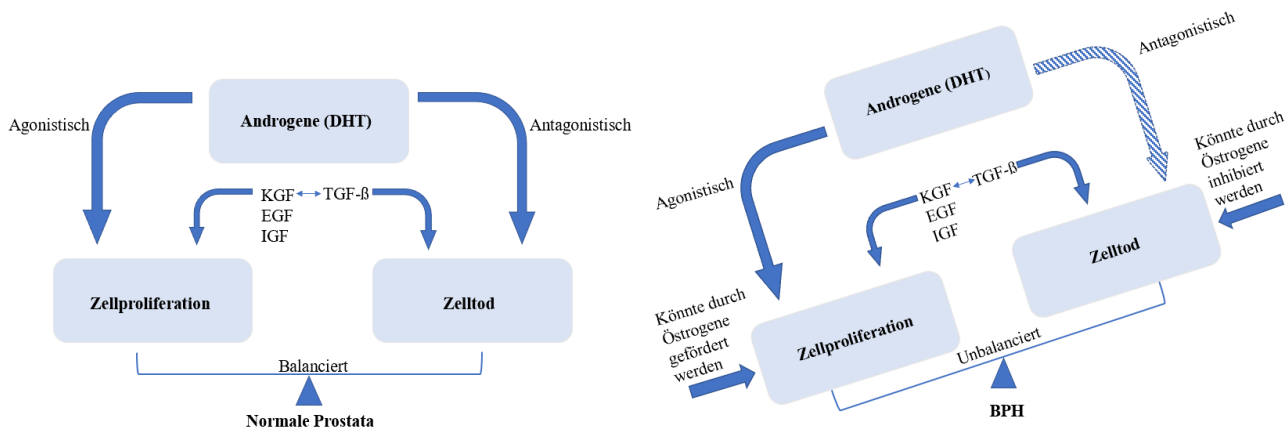 Androgene (DHT)
Agonistisch
Antagonistisch
KGF
TGF-ß
EGF
IGF
Zellproliferation
Zelltod
Balanciert
Normale Prostata
Antagonistisch
Androgene (DHT)
Agonistisch
Könnte durch
Östrogene
inhibiert
werden
KGF
TGF-ß
EGF
IGF
Zelltod
Könnte durch
Östrogene
gefördert
werden
Zellproliferation
Unbalanciert
BPH